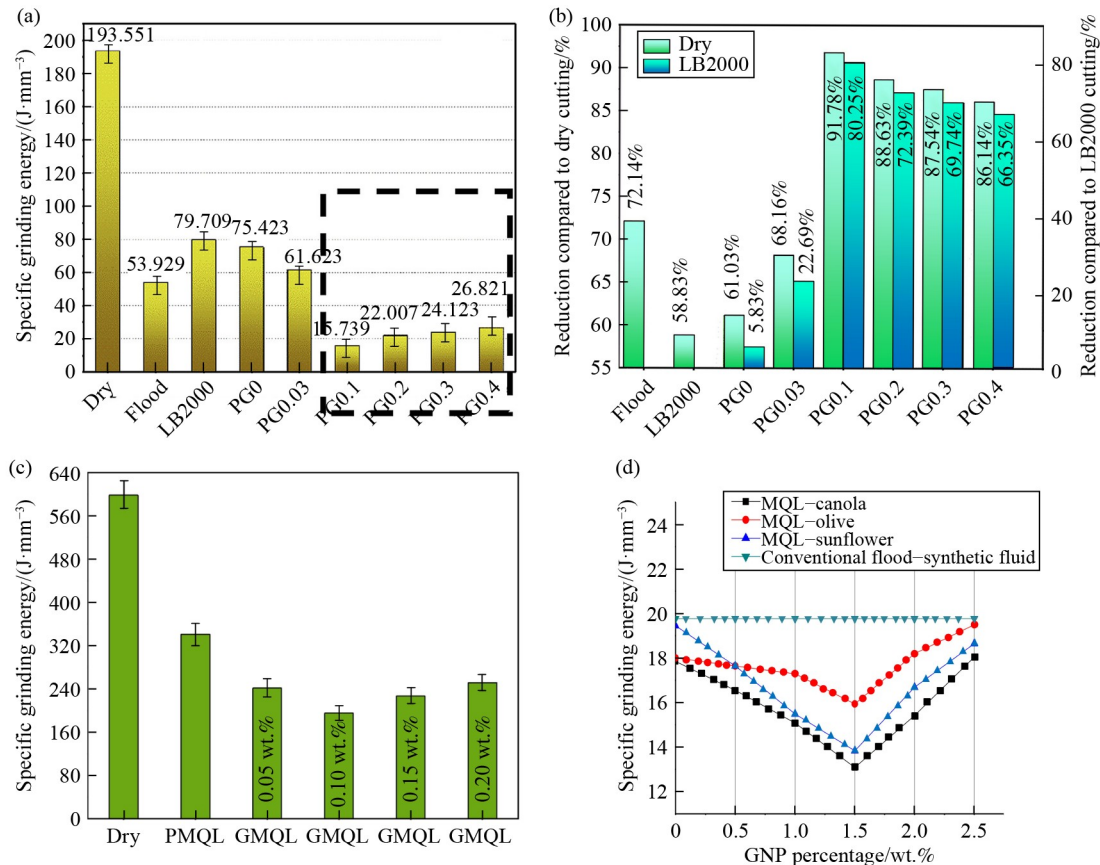 (a)
Specific grinding energy/(J·mm⁻³)
200
180
160
140
120
100
80
60
40
20
0
193.551
53.929
79.709
75.423
61.623
15.739
22.007
24.123
26.821
Dry
Flood
LB2000
PG0
PG0.03
PG0.1
PG0.2
PG0.3
PG0.4
(b)
Reduction compared to dry cutting/%
100
95
90
85
80
75
70
65
60
55
Dry
LB2000
72.14%
58.83%
61.03%
5.83%
68.16%
22.69%
91.78%
80.25%
88.63%
72.39%
87.54%
69.74%
86.14%
66.35%
80
60
40
20
0
Reduction compared to LB2000 cutting/%
Flood
LB2000
PG0
PG0.03
PG0.1
PG0.2
PG0.3
PG0.4
(c)
Specific grinding energy/(J·mm⁻³)
640
560
480
400
320
240
160
80
0
0.05 wt.%
0.10 wt.%
0.15 wt.%
0.20 wt.%
Dry
PMQL
GMQL
GMQL
GMQL
GMQL
(d)
MQL−canola
MQL−olive
MQL−sunflower
Conventional flood−synthetic fluid
Specific grinding energy/(J·mm⁻³)
24
22
20
18
16
14
12
11
0
0.5
1.0
1.5
2.0
2.5
GNP percentage/wt.%